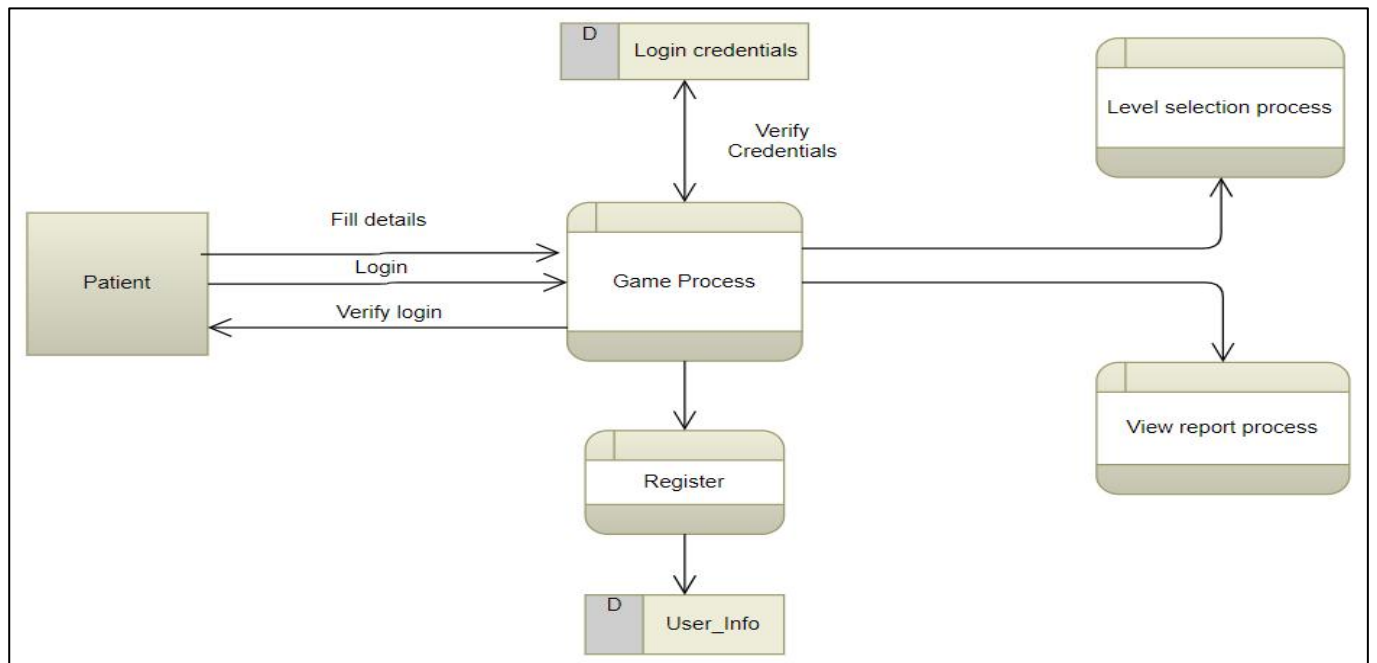 D
Login credentials
Level selection process
Verify
Credentials
Fill details
Login
Patient
Game Process
Verify login
View report process
Register
D
User_Info